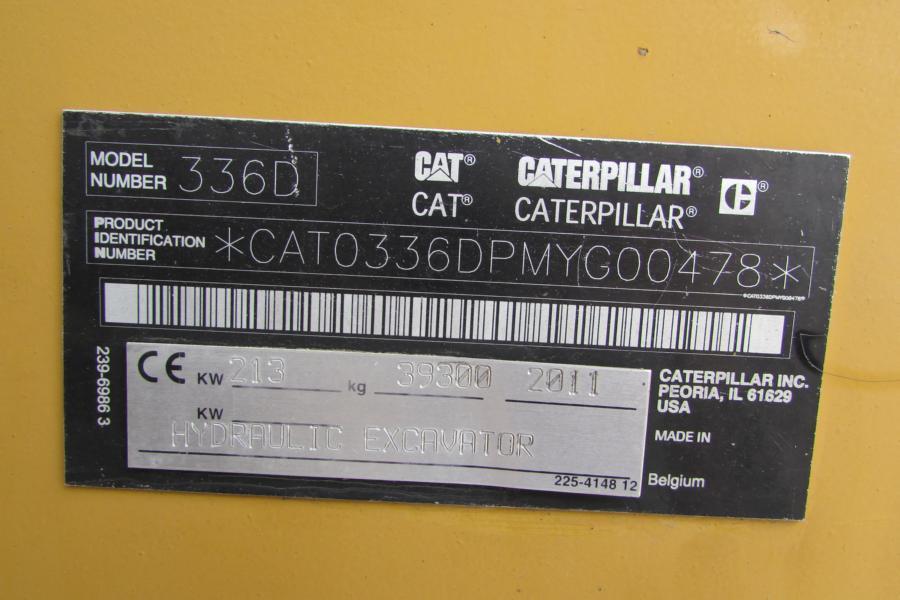 MODEL
NUMBER 336D
CAT® CATERPILLAR®
CAT® CATERPILLAR®
PRODUCT
IDENTIFICATION
NUMBER *CAT0336DPMYG00478*
*CAT0336DPMYG00478*
239-6986 3
CE KW 213 kg 39300 2011
KW
HYDRAULIC EXCAVATOR
225-4148 12
CATERPILLAR INC.
PEORIA, IL 61629
USA
MADE IN
Belgium